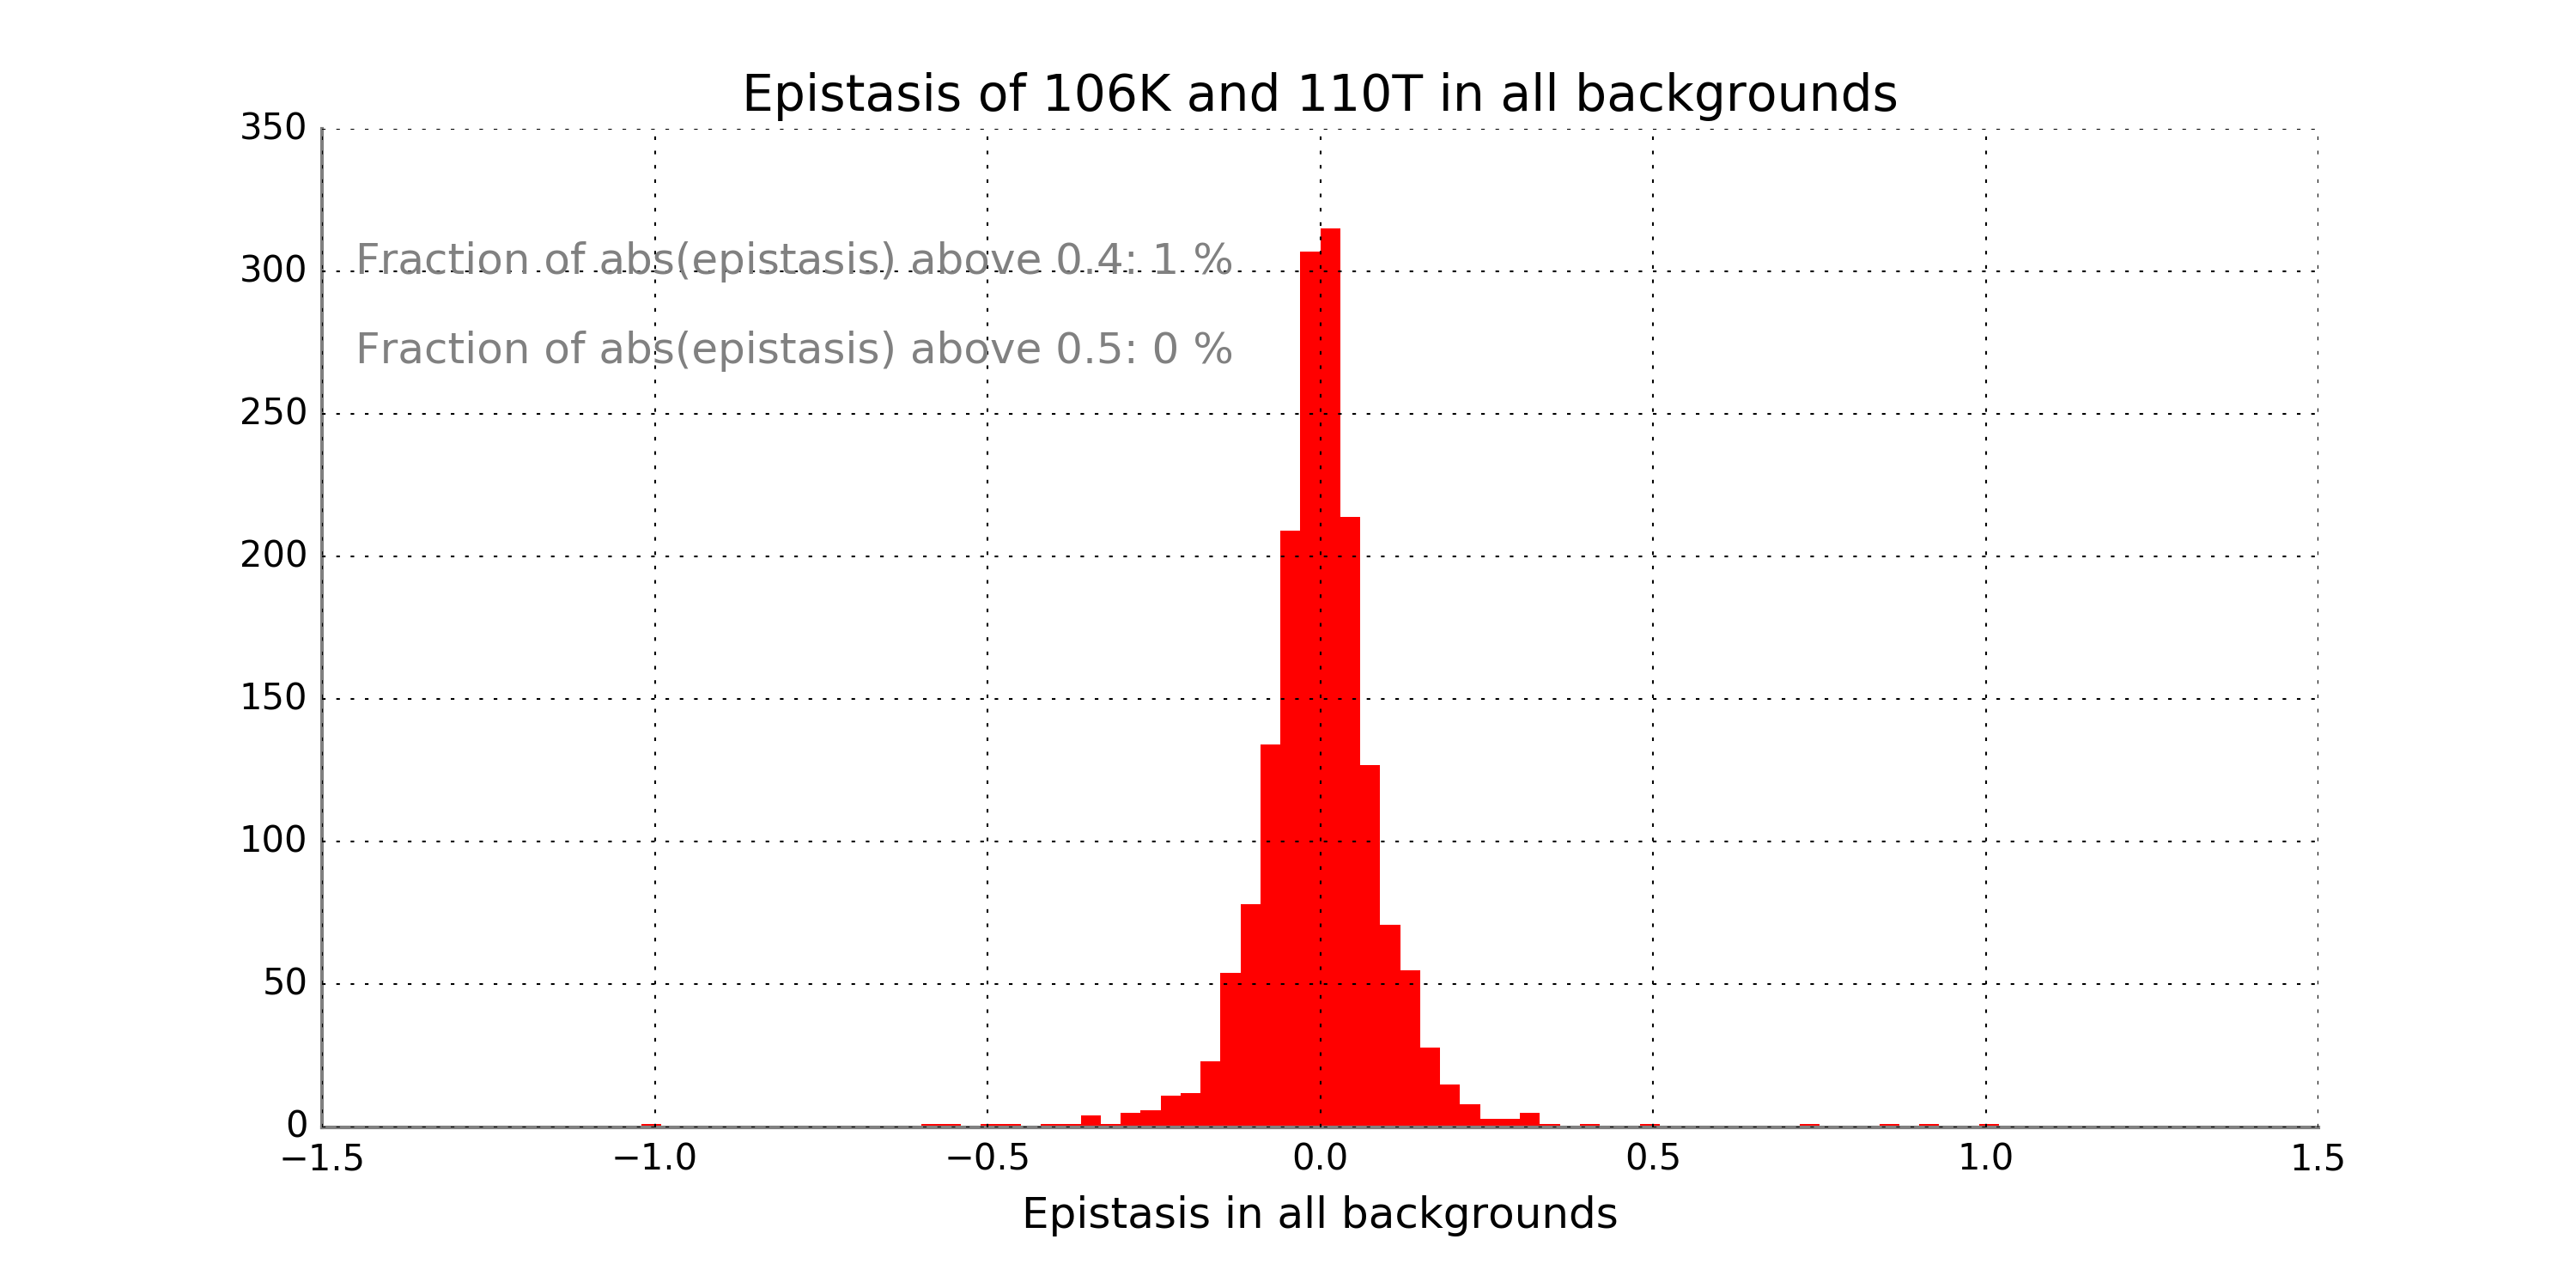 Epistasis of 106K and 110T in all backgrounds
350
Fraction of abs(epistasis) above 0.4: 1 %
300
Fraction of abs(epistasis) above 0.5: 0 %
250
200
150
100
50
0
−1.5 −1.0 −0.5 0.0 0.5 1.0 1.5
Epistasis in all backgrounds